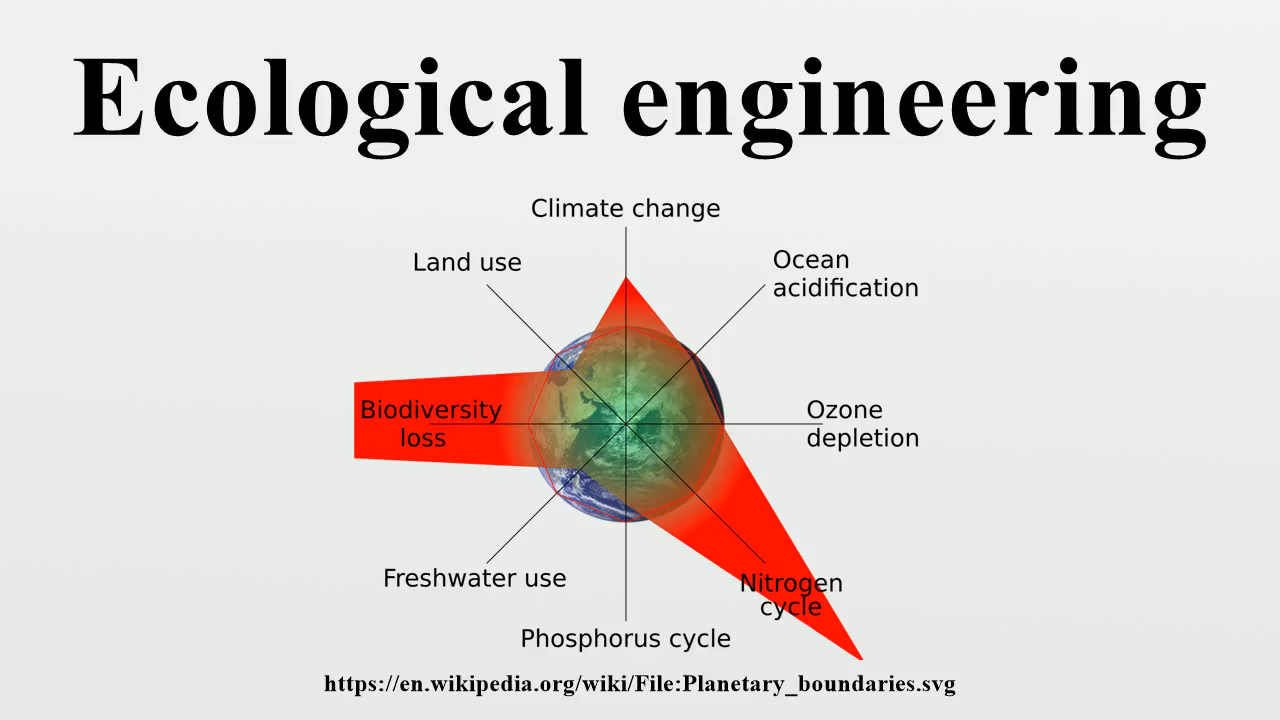 Ecological engineering
Climate change
Land use
Ocean
acidification
Biodiversity
loss
Ozone
depletion
Freshwater use
Nitrogen
cycle
Phosphorus cycle
https://en.wikipedia.org/wiki/File:Planetary_boundaries.svg